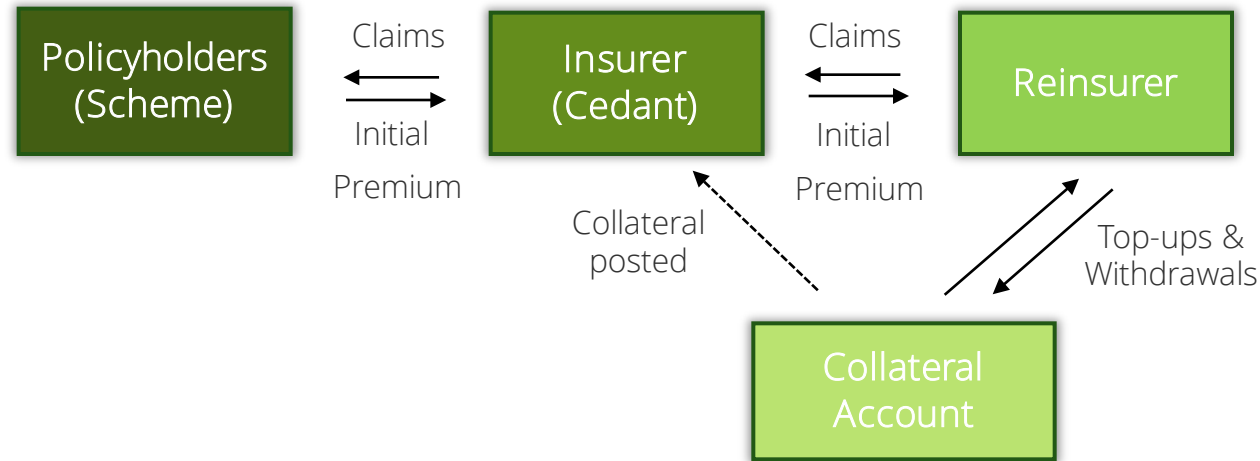 Policyholders
(Scheme)
Claims
Initial
Premium
Insurer
(Cedant)
Claims
Initial
Premium
Reinsurer
Collateral
posted
Top-ups &
Withdrawals
Collateral
Account